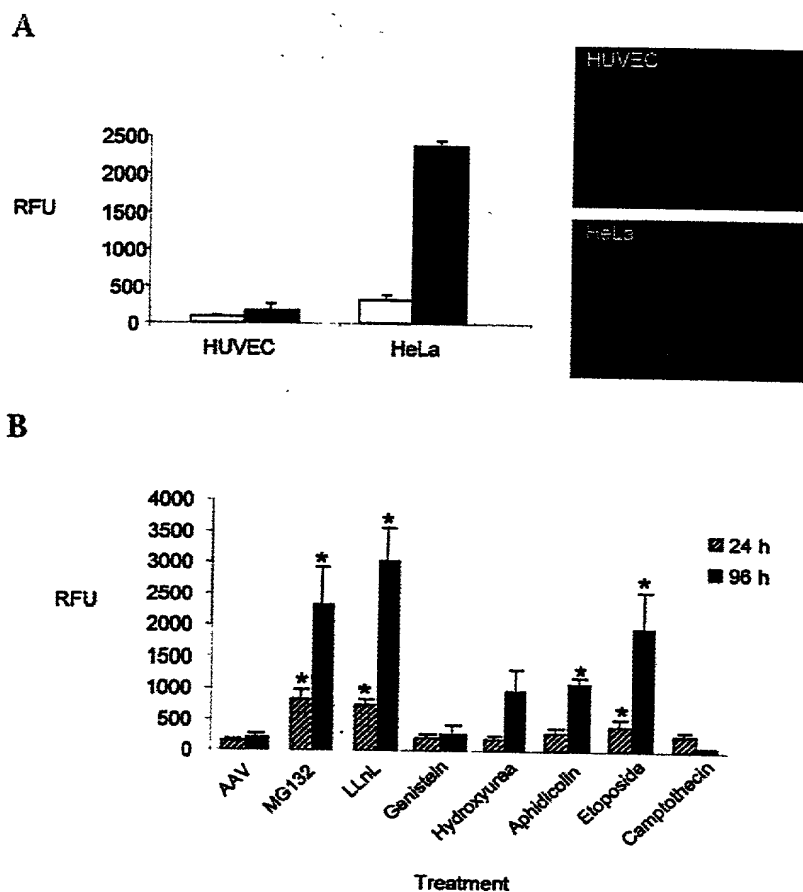 A
HUVEC
2500
2000
1500
1000
500
0
RFU
HUVEC
HeLa
HeLa
B
4000
3500
3000
2500
2000
1500
1000
500
0
RFU
24 h
96 h
* * * * * * *
AAV
MG132
LLnL
Genistein
Hydroxyurea
Aphidicolin
Etoposide
Camptothecin
Treatment